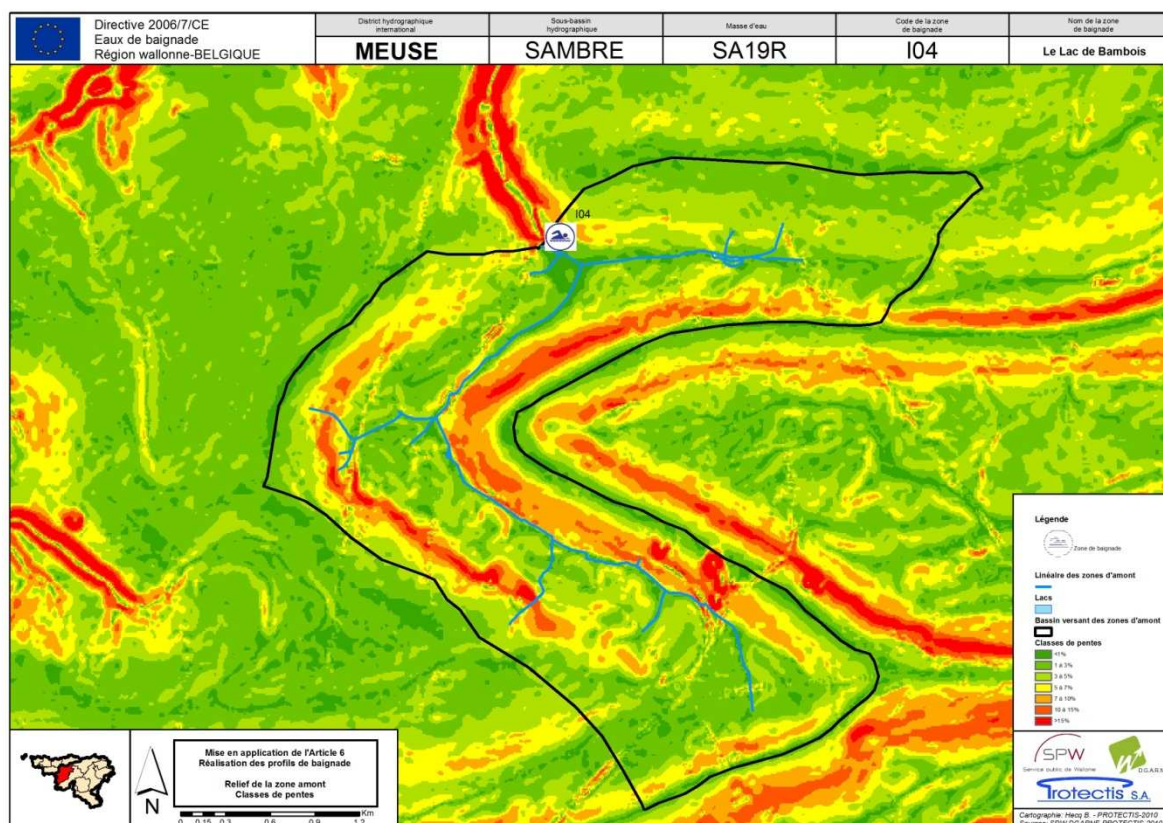 Directive 2006/7/CE
Eaux de baignade
Région wallonne-BELGIQUE
District hydrographique
international
MEUSE
Sous-bassin
hydrographique
SAMBRE
Masse d'eau
SA19R
Code de la zone
de baignade
I04
Nom de la zone
de baignade
Le Lac de Bambois
I04
Légende
Zone de baignade
Linéaire des zones d'amont
Lacs
Bassin versant des zones d'amont
Classes de pentes
<1%
1 à 3%
3 à 5%
5 à 7%
7 à 10%
10 à 15%
>15%
N
Mise en application de l'Article 6
Réalisation des profils de baignade
Relief de la zone amont
Classes de pentes
Km
0 0.15 0.3 0.6 0.9 1.2
SPW
Service public de Wallonie
DGARNE
Protectis S.A.
Cartographie: Hecq B. - PROTECTIS-2010
Sources: SPW-DGARNE-PROTECTIS-2010